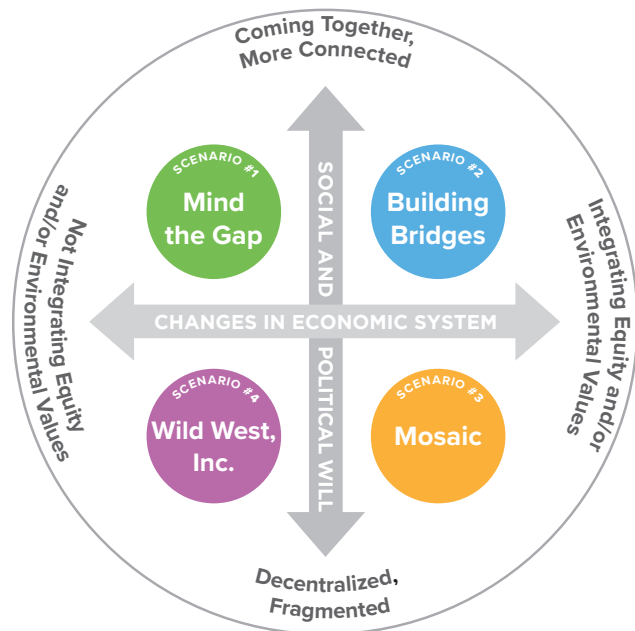 Coming Together,
More Connected
SCENARIO #1
Mind
the Gap
SCENARIO #2
Building
Bridges
SOCIAL AND
POLITICAL WILL
Not Integrating Equity
and/or Environmental Values
CHANGES IN ECONOMIC SYSTEM
Integrating Equity and/or
Environmental Values
SCENARIO #4
Wild West,
Inc.
SCENARIO #3
Mosaic
Decentralized,
Fragmented